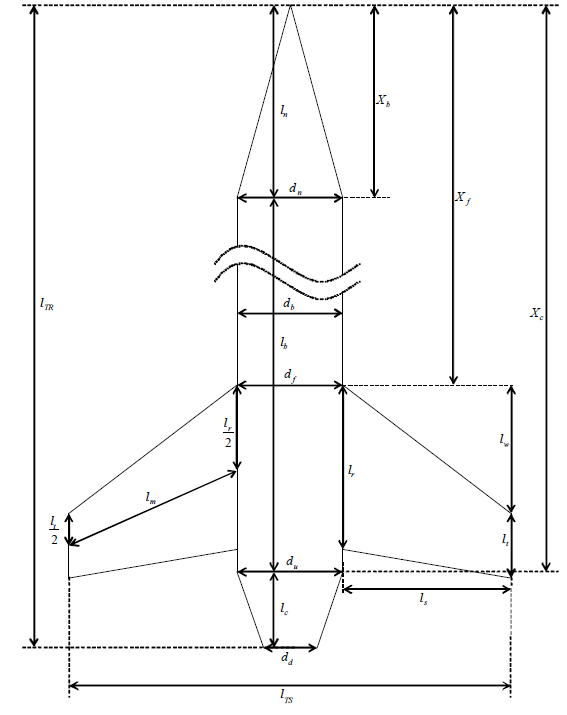 l_n
X_b
d_n
X_f
l_TR
d_b
X_c
l_b
d_f
l_r/2
l_w
l_r
l_m
l_t/2
l_t
d_u
l_c
l_s
d_d
l_TS